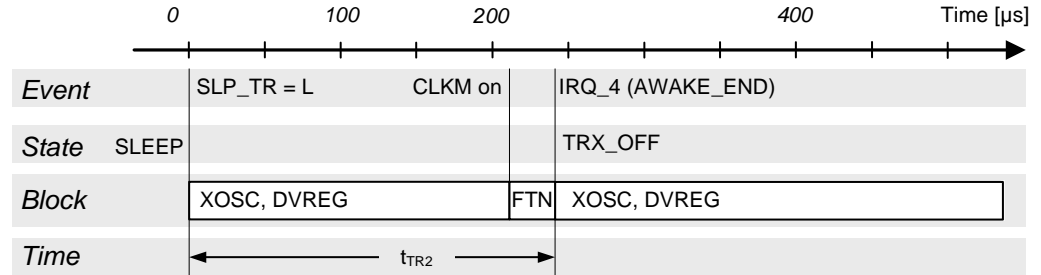 0 100 200 400 Time [µs]
Event SLP_TR = L CLKM on IRQ_4 (AWAKE_END)
State SLEEP TRX_OFF
Block XOSC, DVREG FTN XOSC, DVREG
Time tTR2